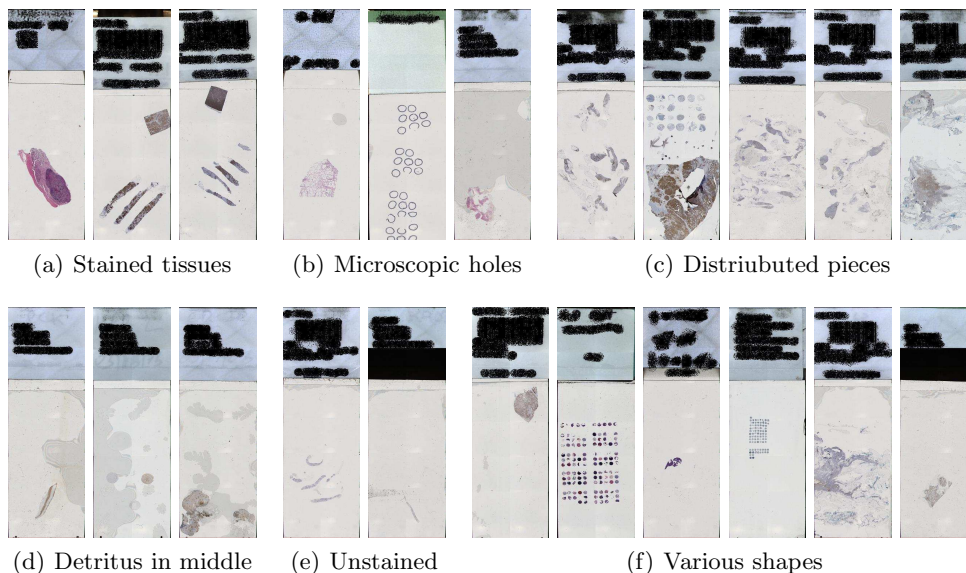 (a) Stained tissues
(b) Microscopic holes
(c) Distriubuted pieces
(d) Detritus in middle
(e) Unstained
(f) Various shapes